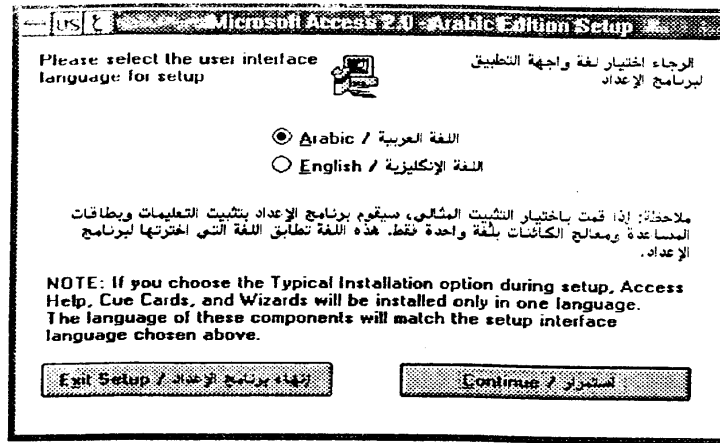 US ع Microsoft Access 2.0 - Arabic Edition Setup
Please select the user interface
language for setup
الرجاء اختيار لغة واجهة التطبيق
لبرنامج الإعداد
اللغة العربية / Arabic
اللغة الإنكليزية / English
ملاحظة: إذا قمت باختيار التثبيت المثالي، سيقوم برنامج الإعداد بتثبيت التعليمات وبطاقات
المساعدة ومعالج الكائنات بلغة واحدة فقط. هذه اللغة تطابق اللغة التي اخترتها لبرنامج
الإعداد.
NOTE: If you choose the Typical Installation option during setup, Access
Help, Cue Cards, and Wizards will be installed only in one language.
The language of these components will match the setup interface
language chosen above.
إنهاء برنامج الإعداد / Exit Setup
استمرار / Continue